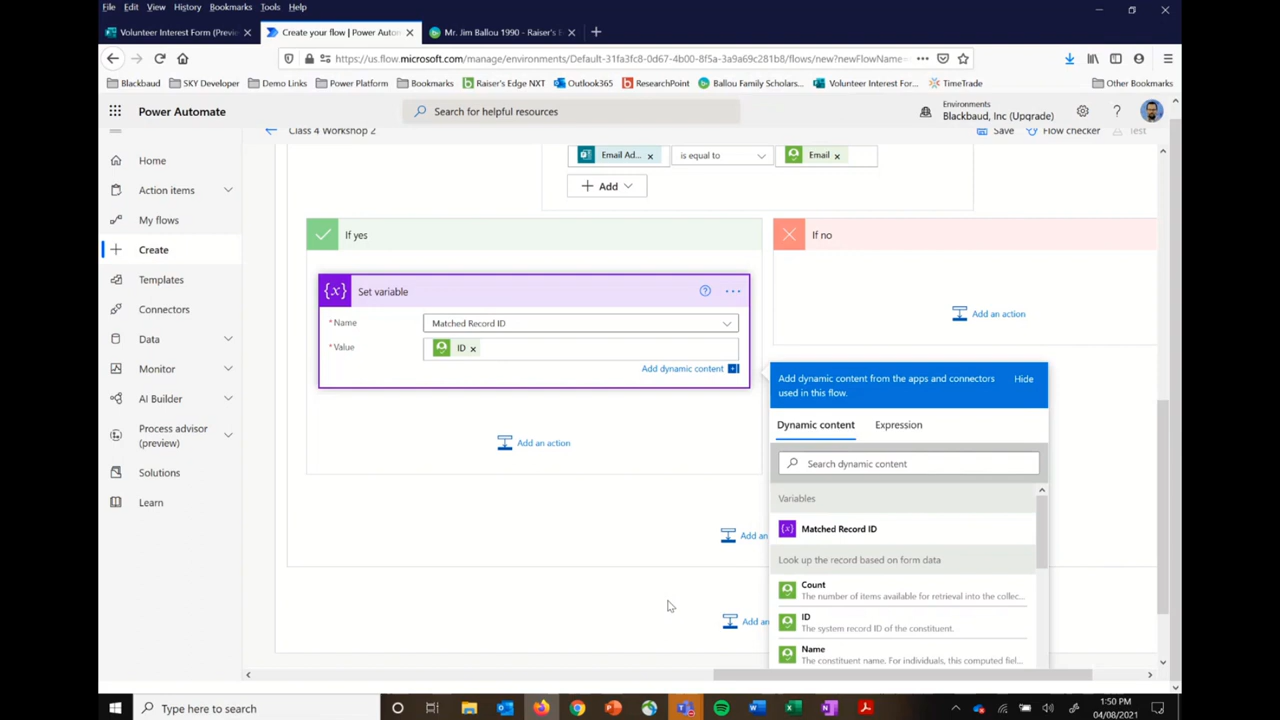 File Edit View History Bookmarks Tools Help
Volunteer Interest Form (Preview
Create your flow | Power Autom
Mr. Jim Ballou 1990 - Raiser's E
https://us.flow.microsoft.com/manage/environments/Default-31fa3fc8-0d67-4b00-8f5a-3a9a69c281b8/flows/new?newFlowName=
Blackbaud SKY Developer Demo Links Power Platform Bookmarks Raiser's Edge NXT Outlook365 ResearchPoint Ballou Family Scholars... Volunteer Interest For... TimeTrade Other Bookmarks
Power Automate
Search for helpful resources
Environments
Blackbaud, Inc (Upgrade)
Class 4 Workshop 2
Save Flow checker Test
Home
Action items
My flows
Create
Templates
Connectors
Data
Monitor
AI Builder
Process advisor
(preview)
Solutions
Learn
Email Ad... × is equal to Email ×
+ Add
If yes
If no
{x} Set variable
* Name Matched Record ID
* Value ID ×
Add dynamic content
Add an action
Add an action
Add an
Add an
Add dynamic content from the apps and connectors
used in this flow.
Hide
Dynamic content Expression
Search dynamic content
Variables
{x} Matched Record ID
Look up the record based on form data
Count
The number of items available for retrieval into the collec...
ID
The system record ID of the constituent.
Name
The constituent name. For individuals, this computed fiel...
Type here to search
1:50 PM
04/08/2021